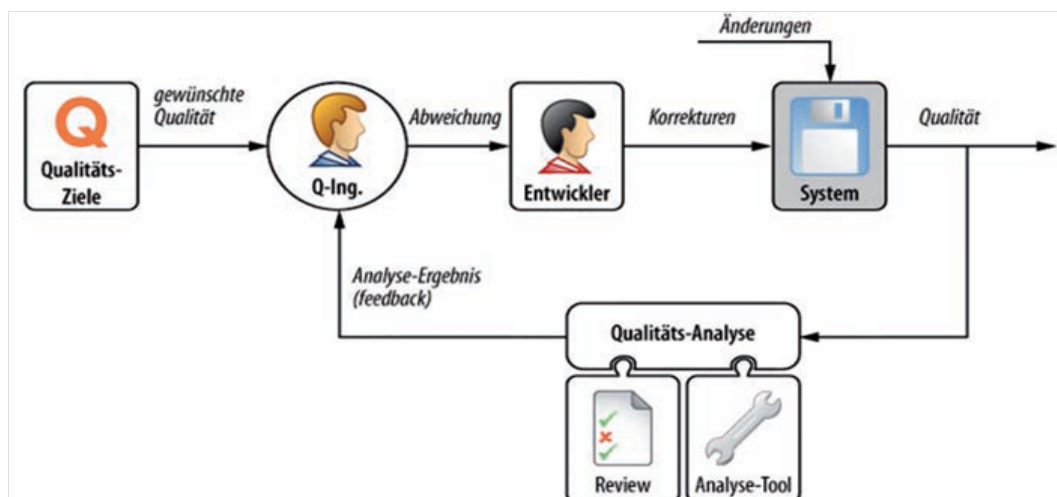 Änderungen
gewünschte
Qualität
Abweichung
Korrekturen
Qualität
Q
Qualitäts-
Ziele
Q-Ing.
Entwickler
System
Analyse-Ergebnis
(feedback)
Qualitäts-Analyse
Review
Analyse-Tool